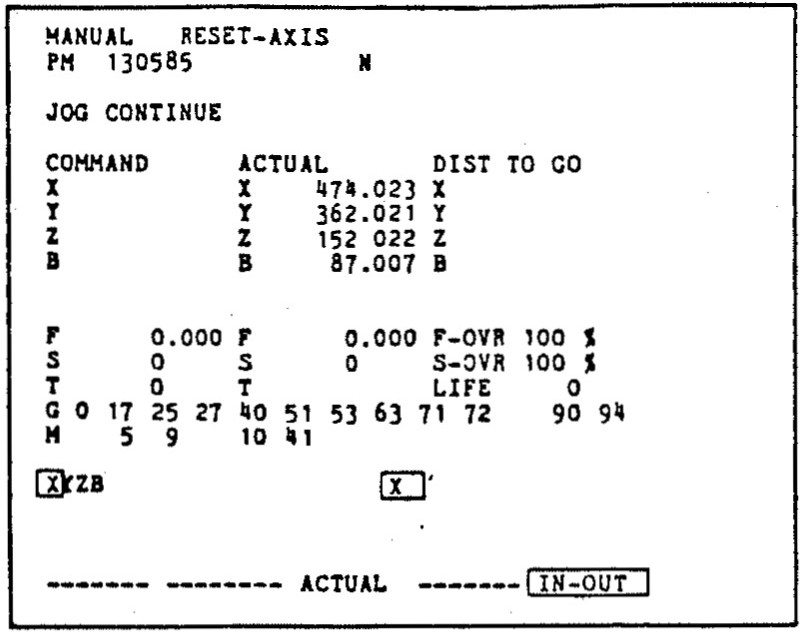 MANUAL RESET-AXIS
PM 130585 N
JOG CONTINUE
COMMAND ACTUAL DIST TO GO
X X 474.023 X
Y Y 362.021 Y
Z Z 152 022 Z
B B 87.007 B
F 0.000 F 0.000 F-OVR 100 %
S 0 S 0 S-OVR 100 %
T 0 T LIFE 0
G 0 17 25 27 40 51 53 63 71 72 90 94
M 5 9 10 41
XYZB X
------- -------- ACTUAL ------- IN-OUT